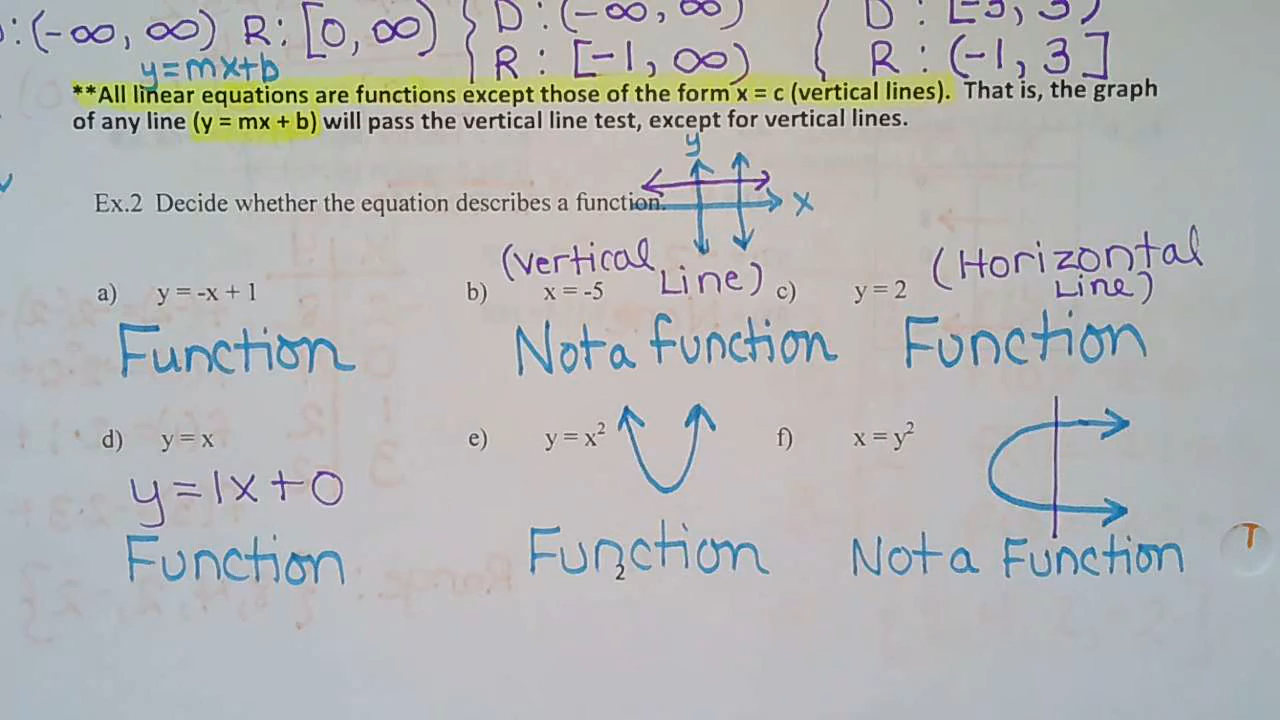 : (-∞, ∞) R: [0, ∞) { D : (-∞, ∞) { D : [-3, 3)
R : [-1, ∞) R : (-1, 3]
y=mx+b
**All linear equations are functions except those of the form x = c (vertical lines). That is, the graph
of any line (y = mx + b) will pass the vertical line test, except for vertical lines.
y
Ex.2 Decide whether the equation describes a function. x
(vertical Line) (Horizontal Line)
a) y = -x + 1 b) x = -5 c) y = 2
Function Not a function Function
d) y = x e) y = x² f) x = y²
y = 1x + 0
Function Function Not a Function
2